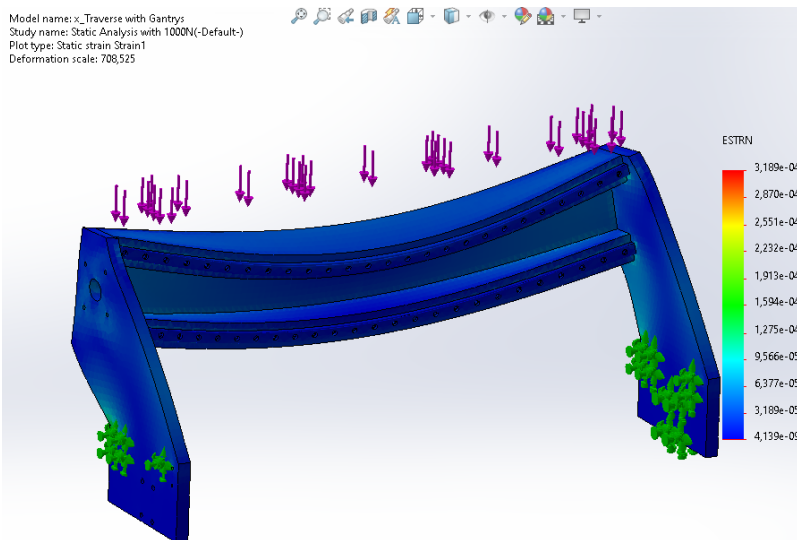 Model name: x_Traverse with Gantrys
Study name: Static Analysis with 1000N(-Default-)
Plot type: Static strain Strain1
Deformation scale: 708,525
ESTRN
3,189e-04
2,870e-04
2,551e-04
2,232e-04
1,913e-04
1,594e-04
1,275e-04
9,566e-05
6,377e-05
3,189e-05
4,139e-09